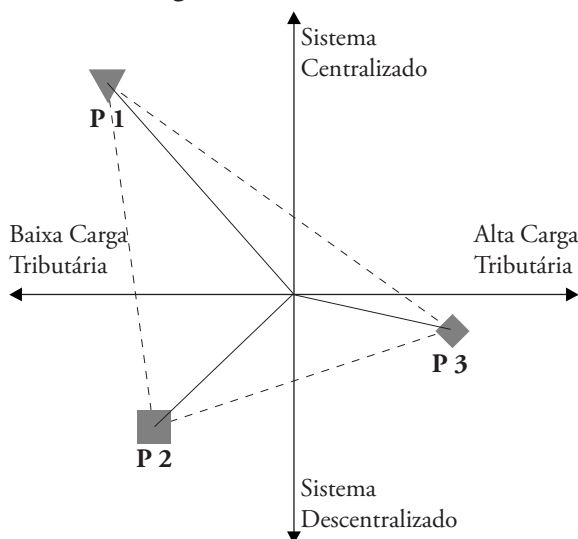 Sistema
Centralizado
P 1
Baixa Carga
Tributária
Alta Carga
Tributária
P 3
P 2
Sistema
Descentralizado